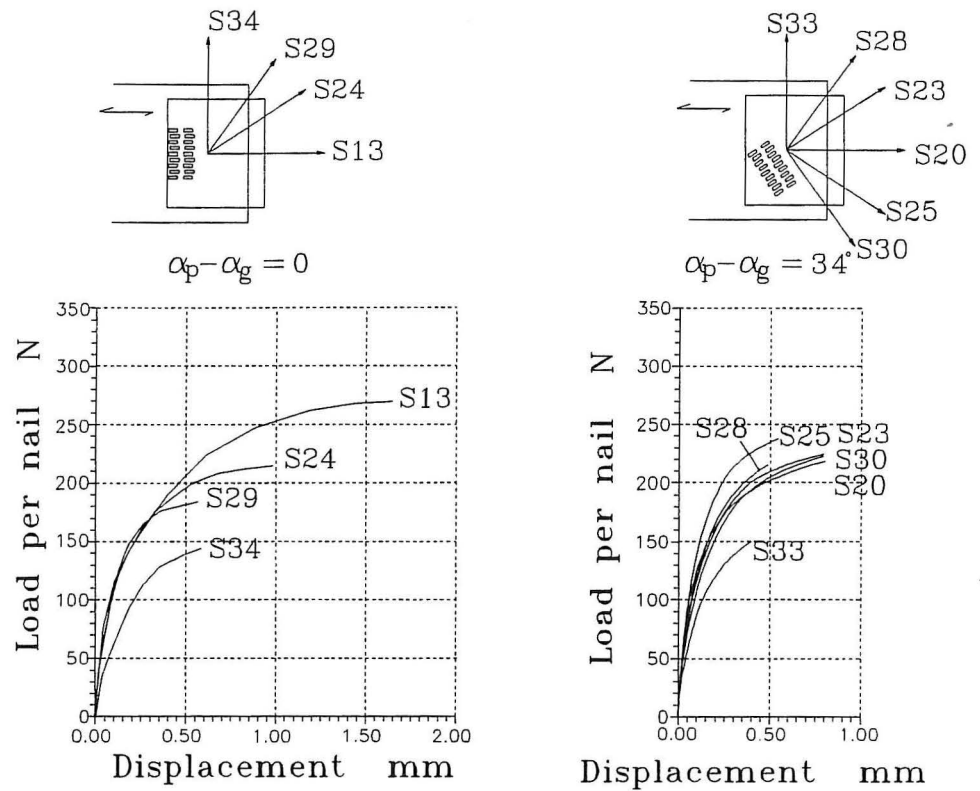 S34
S29
S24
S13
αp-αg = 0
S33
S28
S23
S20
S25
S30
αp-αg = 34°
Load per nail N
350
300
250
200
150
100
50
0
0.00 0.50 1.00 1.50 2.00
Displacement mm
S13
S24
S29
S34
Load per nail N
350
300
250
200
150
100
50
0
0.00 0.50 1.00
Displacement mm
S28 S25 S23
S30
S20
S33